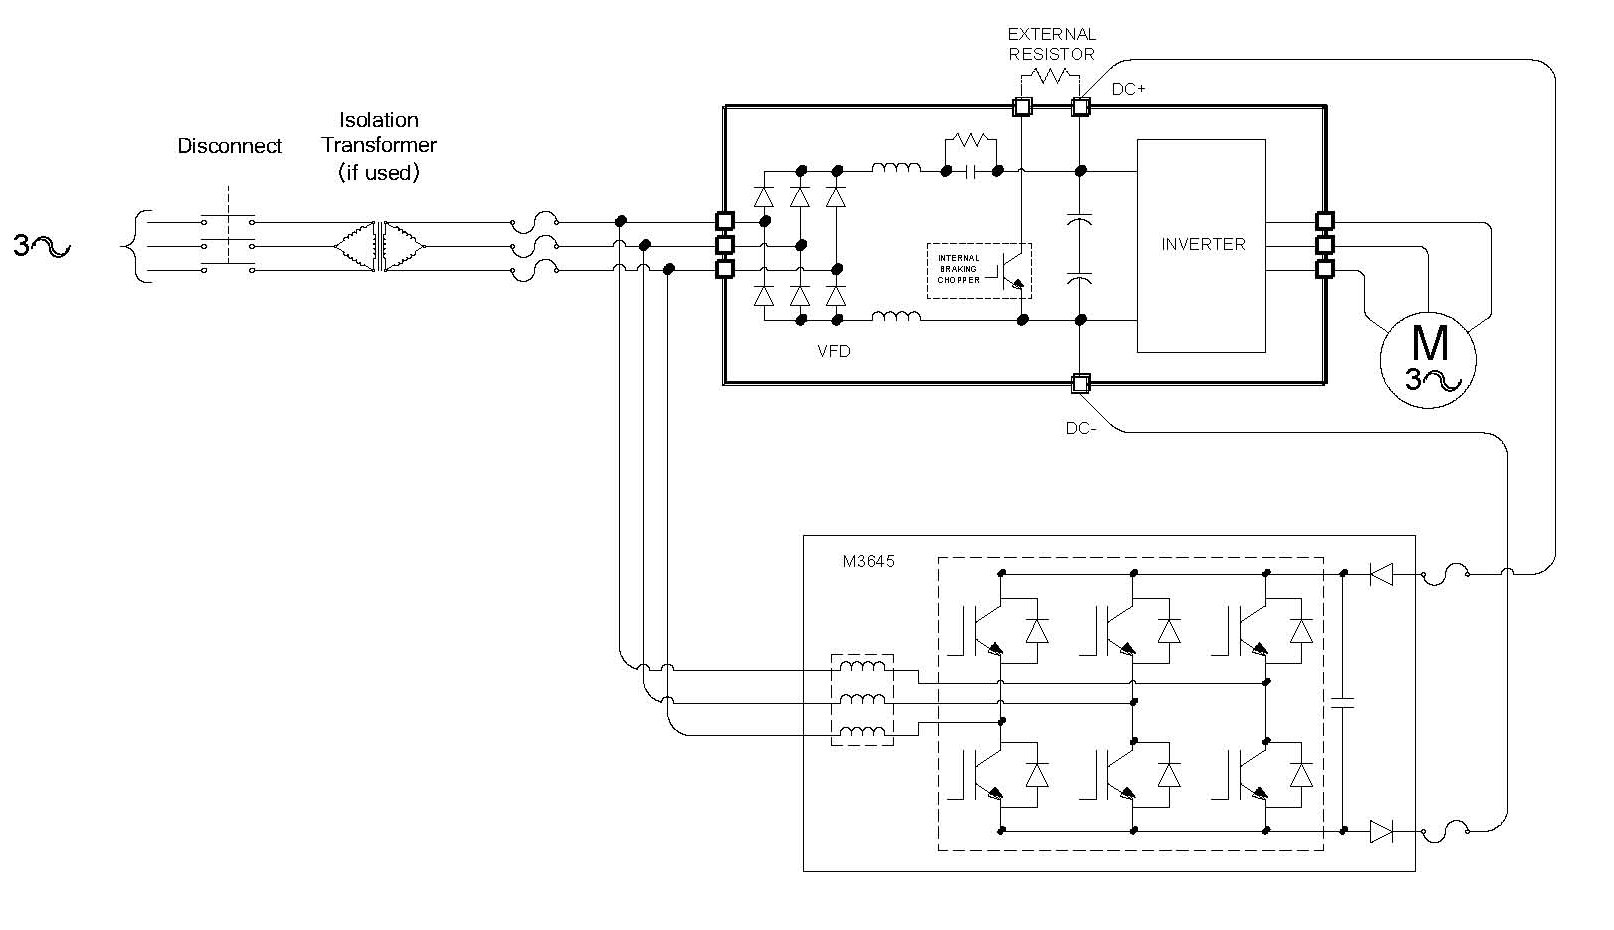 EXTERNAL
RESISTOR
DC+
Isolation
Transformer
(if used)
Disconnect
3
INVERTER
INTERNAL
BRAKING
CHOPPER
VFD
M
3
DC-
M3645